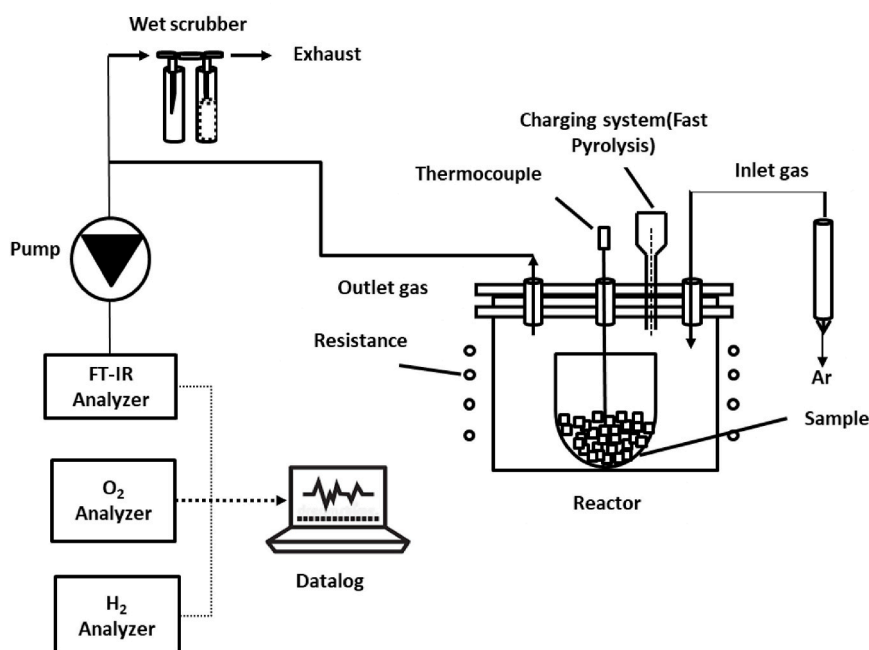 Wet scrubber
Exhaust
Charging system(Fast
Pyrolysis)
Thermocouple
Inlet gas
Pump
Outlet gas
Resistance
FT-IR
Analyzer
Ar
Sample
O₂
Analyzer
Reactor
Datalog
H₂
Analyzer